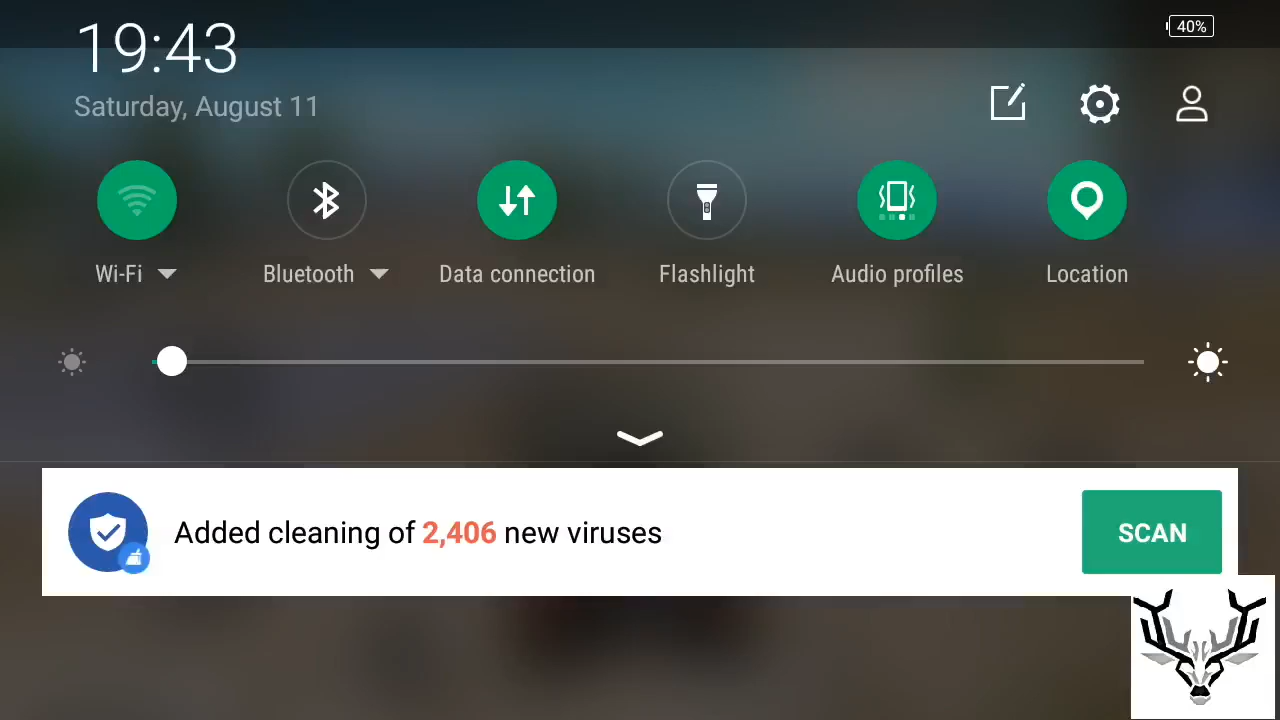 19:43
40%
Saturday, August 11
Wi-Fi
Bluetooth
Data connection
Flashlight
Audio profiles
Location
Added cleaning of 2,406 new viruses
SCAN